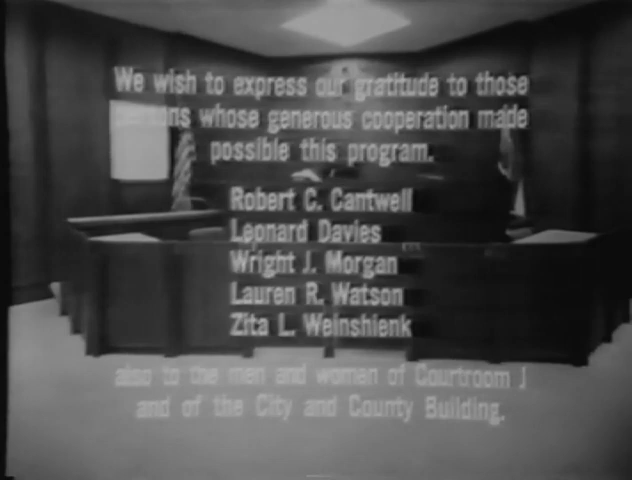 We wish to express our gratitude to those
persons whose generous cooperation made
possible this program.
Robert C. Cantwell
Leonard Davies
Wright J. Morgan
Lauren R. Watson
Zita L. Weinshienk
also to the men and women of Courtroom J
and of the City and County Building.